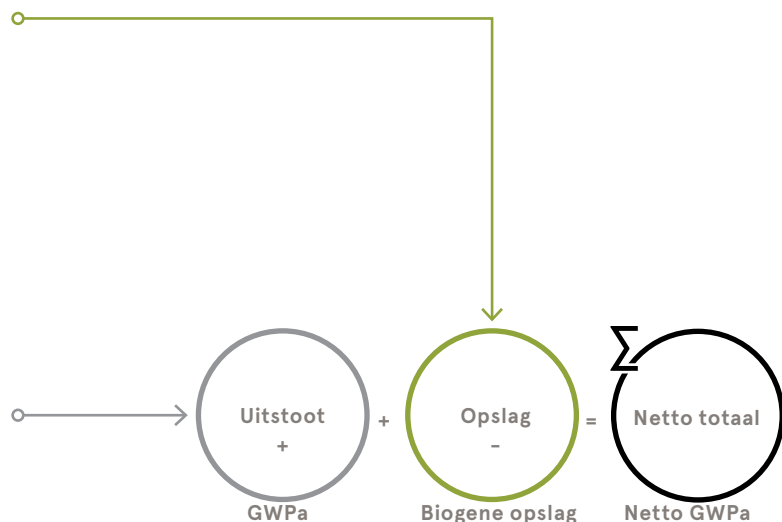 Σ
Uitstoot
+
+
Opslag
-
=
Netto totaal
GWPa
Biogene opslag
Netto GWPa